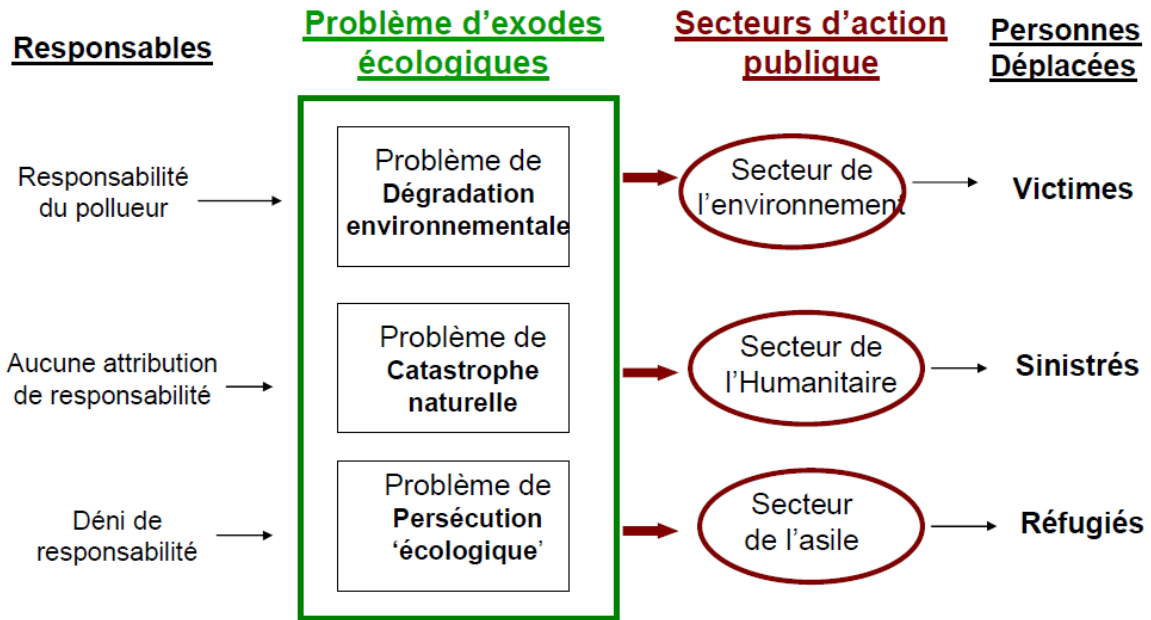 Responsables
Problème d’exodes
écologiques
Secteurs d’action
publique
Personnes
Déplacées
Responsabilité
du pollueur
Problème de
Dégradation
environnementale
Secteur de
l’environnement
Victimes
Aucune attribution
de responsabilité
Problème de
Catastrophe
naturelle
Secteur de
l’Humanitaire
Sinistrés
Déni de
responsabilité
Problème de
Persécution
‘écologique’
Secteur
de l’asile
Réfugiés